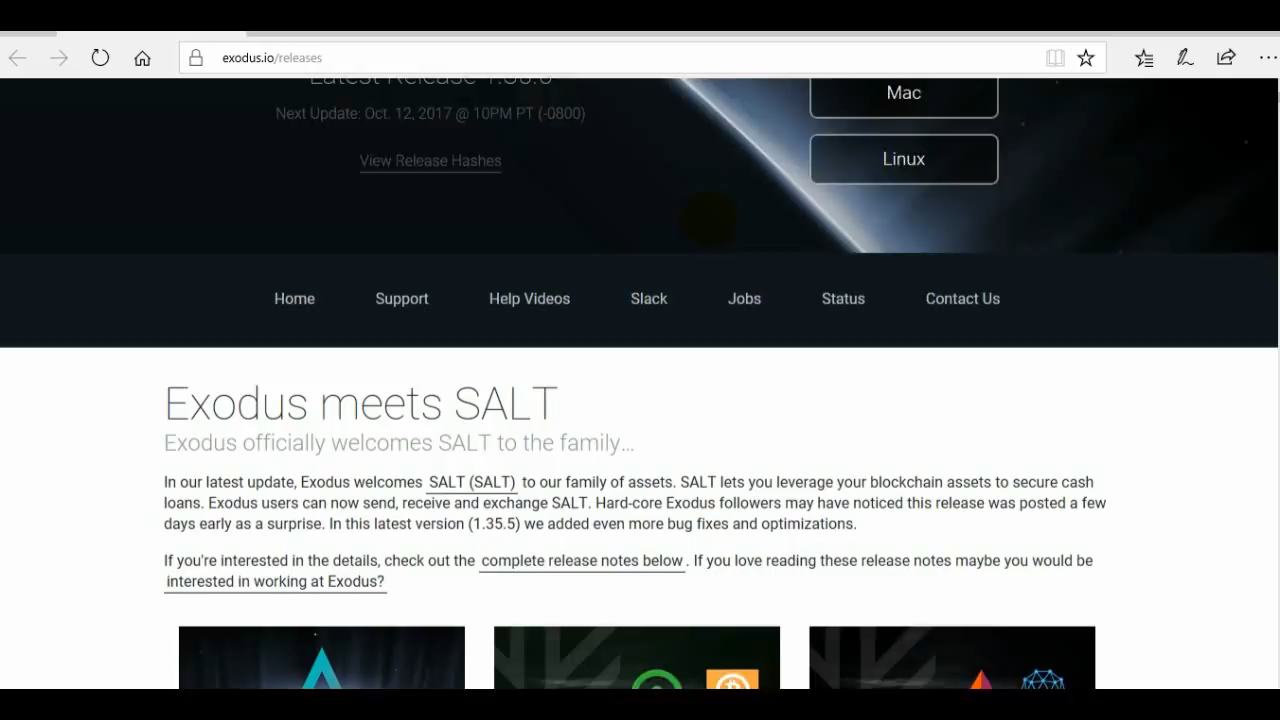 exodus.io/releases
Latest Release
Mac
Next Update: Oct. 12, 2017 @ 10PM PT (-0800)
Linux
View Release Hashes
Home Support Help Videos Slack Jobs Status Contact Us
Exodus meets SALT
Exodus officially welcomes SALT to the family...
In our latest update, Exodus welcomes SALT (SALT) to our family of assets. SALT lets you leverage your blockchain assets to secure cash
loans. Exodus users can now send, receive and exchange SALT. Hard-core Exodus followers may have noticed this release was posted a few
days early as a surprise. In this latest version (1.35.5) we added even more bug fixes and optimizations.
If you're interested in the details, check out the complete release notes below. If you love reading these release notes maybe you would be
interested in working at Exodus?